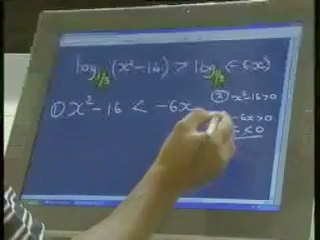 log₁/₃ (x²-16) > log₁/₃ (-6x)
① x²-16 < -6x
② x²-16>0
-6x>0
<0